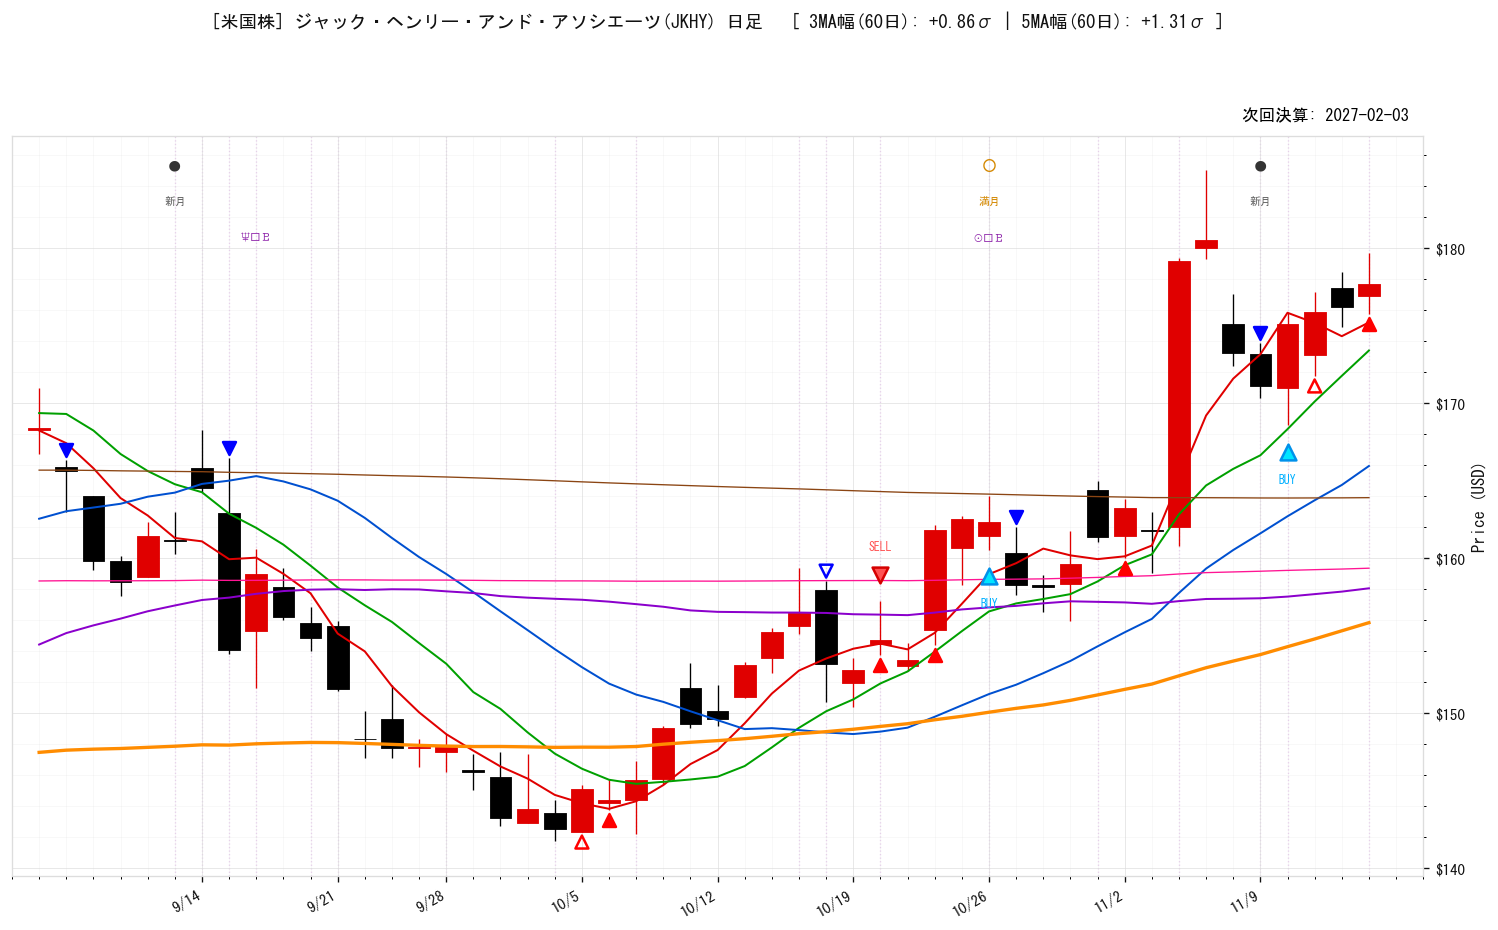 [米国株] ジャック・ヘンリー・アンド・アソシエーツ(JKHY) 日足 [ 3MA幅(60日): +0.86σ | 5MA幅(60日): +1.31σ ]
次回決算: 2027-02-03
新月
満月
新月
Ψ□B
⊙□B
$180
$170
$160
$150
$140
Price (USD)
SELL
BUY
BUY
9/14
9/21
9/28
10/5
10/12
10/19
10/26
11/2
11/9